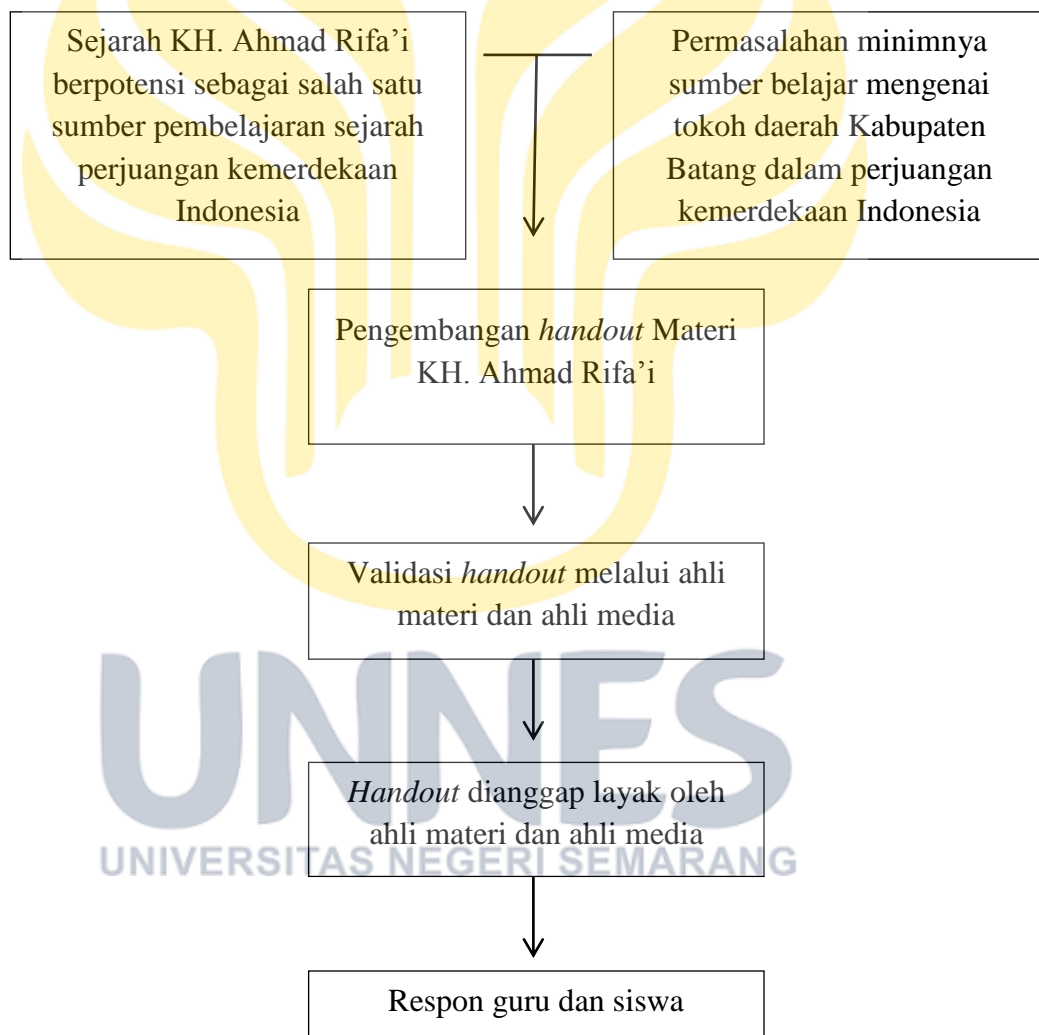 Sejarah KH. Ahmad Rifa’i
berpotensi sebagai salah satu
sumber pembelajaran sejarah
perjuangan kemerdekaan
Indonesia
Permasalahan minimnya
sumber belajar mengenai
tokoh daerah Kabupaten
Batang dalam perjuangan
kemerdekaan Indonesia
Pengembangan handout Materi
KH. Ahmad Rifa’i
Validasi handout melalui ahli
materi dan ahli media
UNNES
Handout dianggap layak oleh
ahli materi dan ahli media
UNIVERSITAS NEGERI SEMARANG
Respon guru dan siswa